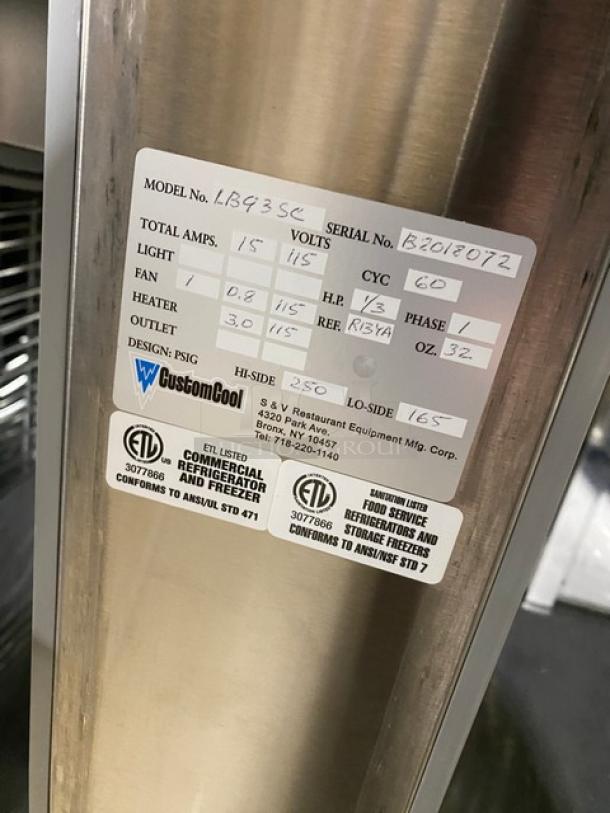 MODEL No. LB93SC SERIAL No. B2018072
TOTAL AMPS. 15 VOLTS 115 CYC 60
LIGHT
FAN 1 0.8 115 H.P. 1/3 PHASE 1
HEATER 3.0 115 REF. R134A OZ. 32
OUTLET
DESIGN: PSIG HI-SIDE 250 LO-SIDE 165
CustomCool
S & V Restaurant Equipment Mfg. Corp.
4320 Park Ave.
Bronx, NY 10457
Tel: 718-220-1140
ETL US
3077866
ETL LISTED
COMMERCIAL
REFRIGERATOR
AND FREEZER
CONFORMS TO ANSI/UL STD 471
ETL
3077866
SANITATION LISTED
FOOD SERVICE
REFRIGERATORS AND
STORAGE FREEZERS
CONFORMS TO ANSI/NSF STD 7